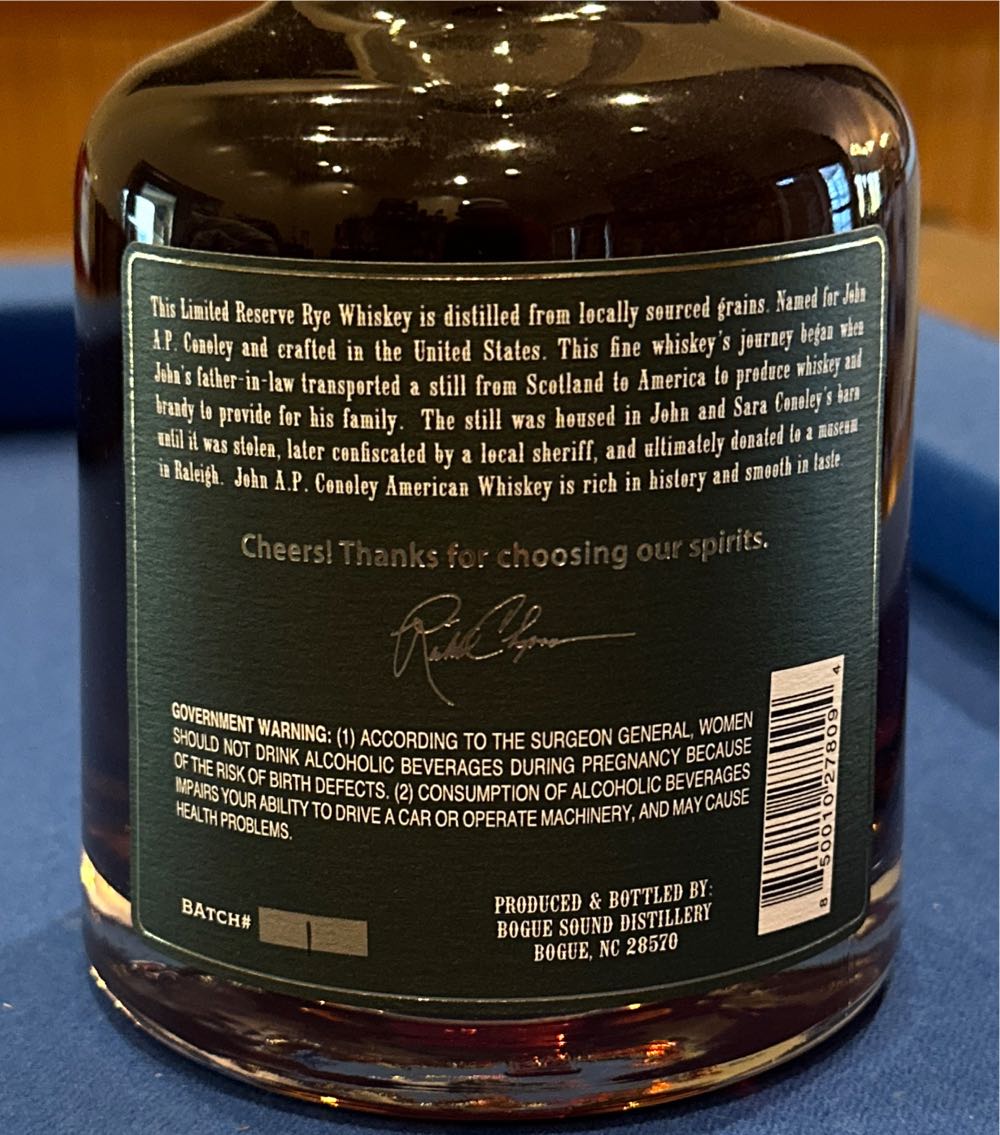 This Limited Reserve Rye Whiskey is distilled from locally sourced grains. Named for John
A.P. Conoley and crafted in the United States. This fine whiskey's journey began when
John's father-in-law transported a still from Scotland to America to produce whiskey and
brandy to provide for his family. The still was housed in John and Sara Conoley's barn
until it was stolen, later confiscated by a local sheriff, and ultimately donated to a museum
in Raleigh. John A.P. Conoley American Whiskey is rich in history and smooth in taste.
Cheers! Thanks for choosing our spirits.
GOVERNMENT WARNING: (1) ACCORDING TO THE SURGEON GENERAL, WOMEN
SHOULD NOT DRINK ALCOHOLIC BEVERAGES DURING PREGNANCY BECAUSE
OF THE RISK OF BIRTH DEFECTS. (2) CONSUMPTION OF ALCOHOLIC BEVERAGES
IMPAIRS YOUR ABILITY TO DRIVE A CAR OR OPERATE MACHINERY, AND MAY CAUSE
HEALTH PROBLEMS.
8 50010 27809 4
BATCH# 1
PRODUCED & BOTTLED BY:
BOGUE SOUND DISTILLERY
BOGUE, NC 28570